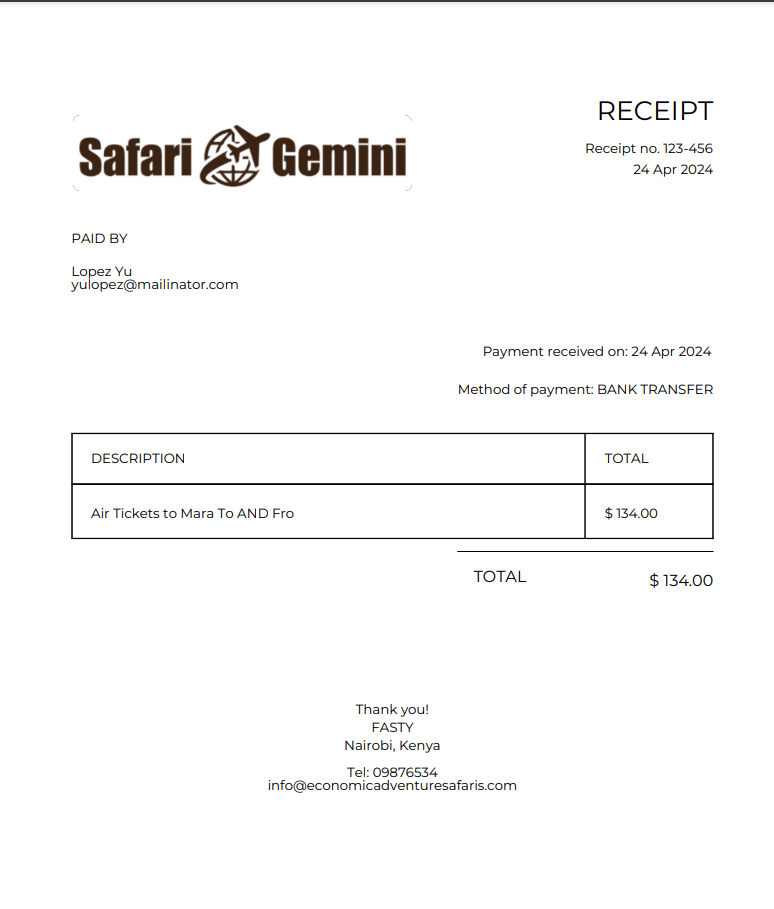 Safari Gemini
RECEIPT
Receipt no. 123-456
24 Apr 2024
PAID BY
Lopez Yu
yulopez@mailinator.com
Payment received on: 24 Apr 2024
Method of payment: BANK TRANSFER
DESCRIPTION TOTAL
Air Tickets to Mara To AND Fro $ 134.00
TOTAL $ 134.00
Thank you!
FASTY
Nairobi, Kenya
Tel: 09876534
info@economicadventuresafaris.com